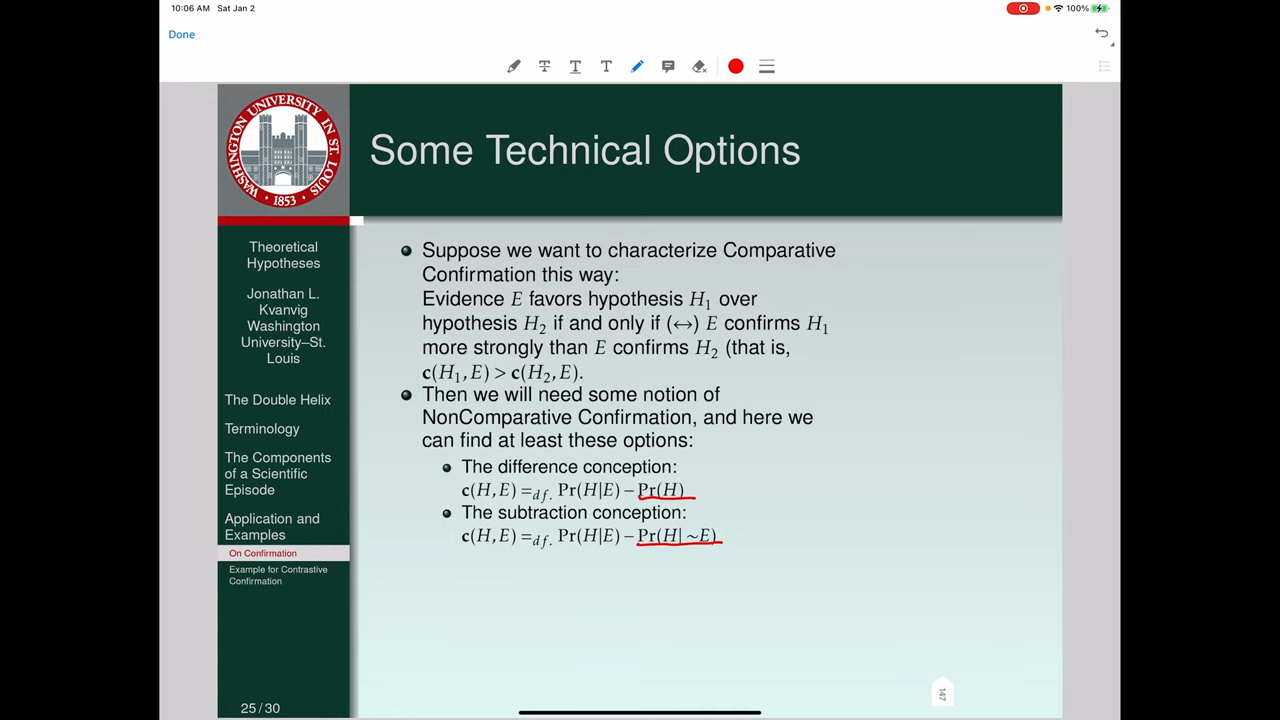 10:06 AM Sat Jan 2
100%
Done
WASHINGTON UNIVERSITY IN ST. LOUIS
1853
Some Technical Options
Theoretical
Hypotheses
Jonathan L.
Kvanvig
Washington
University–St.
Louis
The Double Helix
Terminology
The Components
of a Scientific
Episode
Application and
Examples
On Confirmation
Example for Contrastive
Confirmation
25 / 30
Suppose we want to characterize Comparative
Confirmation this way:
Evidence E favors hypothesis H₁ over
hypothesis H₂ if and only if (↔) E confirms H₁
more strongly than E confirms H₂ (that is,
c(H₁,E) > c(H₂,E).
Then we will need some notion of
NonComparative Confirmation, and here we
can find at least these options:
The difference conception:
c(H,E) =df. Pr(H|E) – Pr(H)
The subtraction conception:
c(H,E) =df. Pr(H|E) – Pr(H| ~E)
147